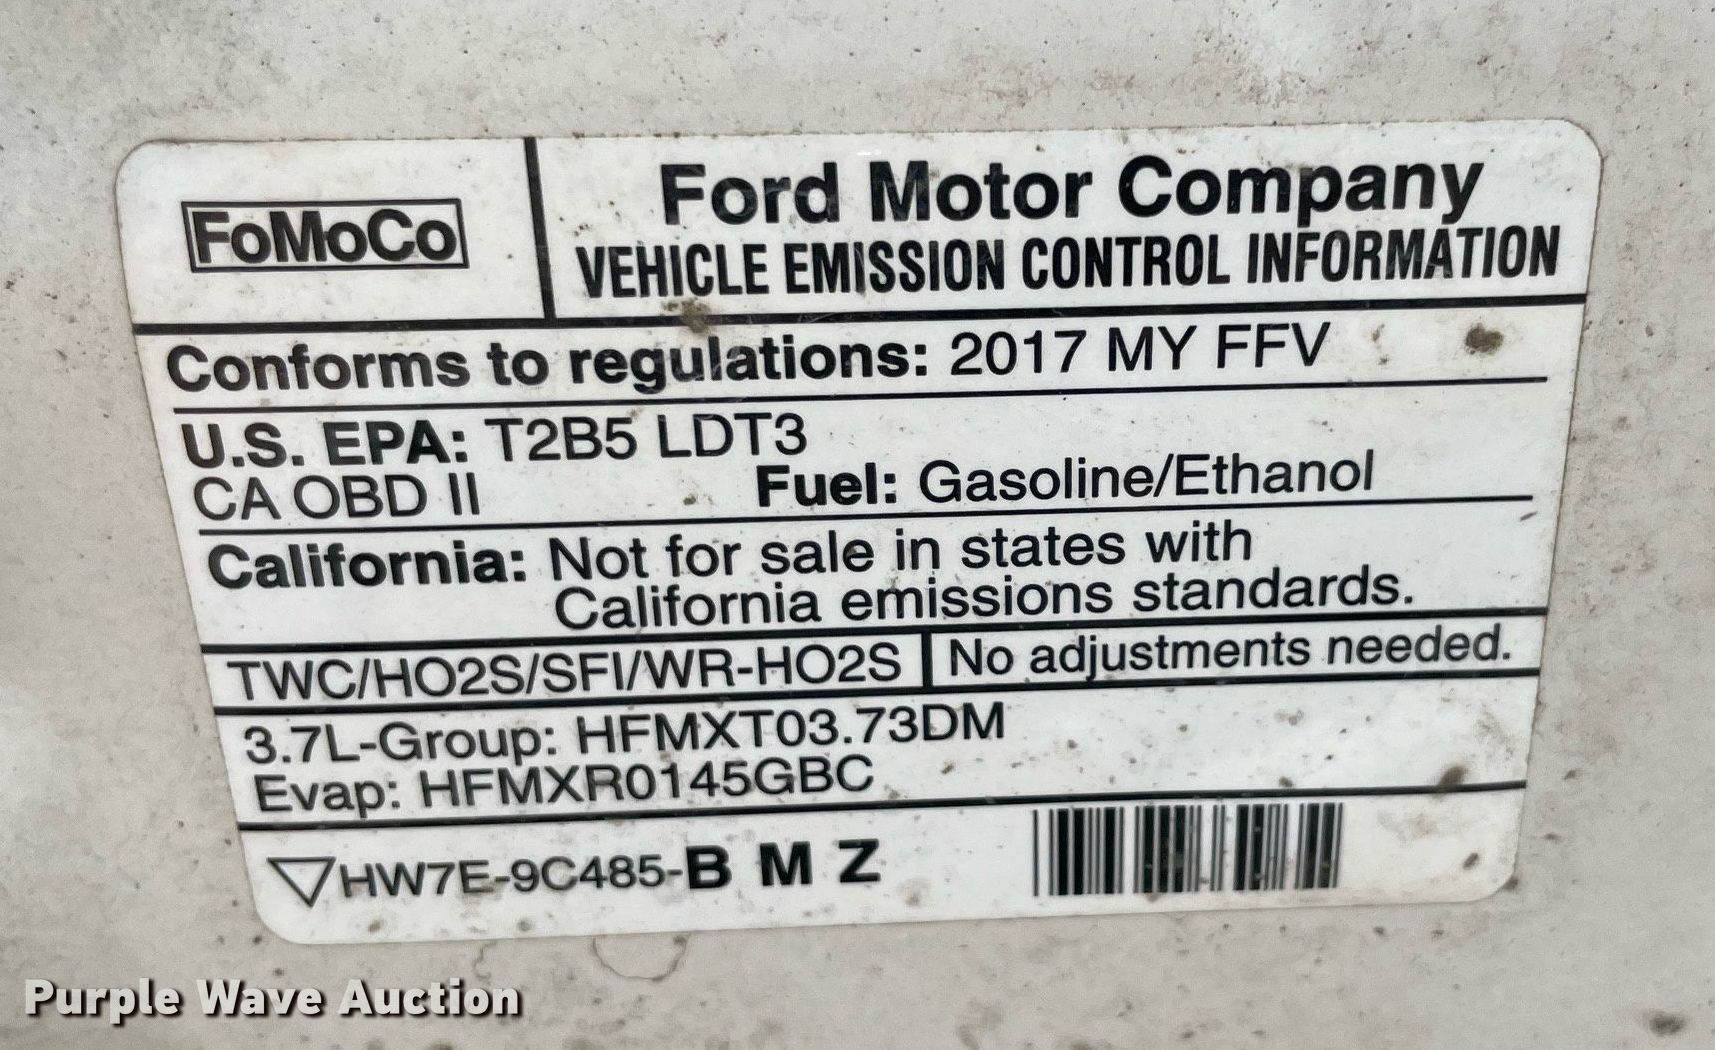 FoMoCo
Ford Motor Company
VEHICLE EMISSION CONTROL INFORMATION
Conforms to regulations: 2017 MY FFV
U.S. EPA: T2B5 LDT3
CA OBD II
Fuel: Gasoline/Ethanol
California: Not for sale in states with
California emissions standards.
TWC/HO2S/SFI/WR-HO2S
No adjustments needed.
3.7L-Group: HFMXT03.73DM
Evap: HFMXR0145GBC
HW7E-9C485-B M Z
Purple Wave Auction